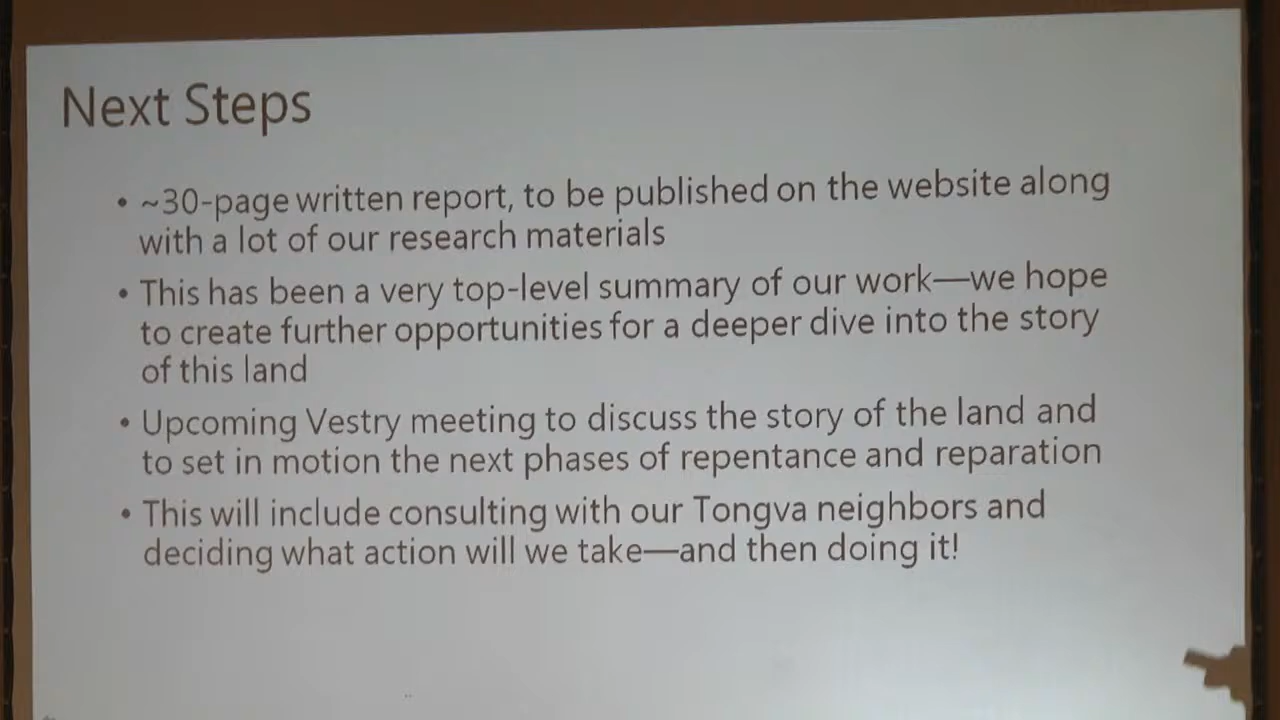 Next Steps
• ~30-page written report, to be published on the website along
with a lot of our research materials
• This has been a very top-level summary of our work—we hope
to create further opportunities for a deeper dive into the story
of this land
• Upcoming Vestry meeting to discuss the story of the land and
to set in motion the next phases of repentance and reparation
• This will include consulting with our Tongva neighbors and
deciding what action will we take—and then doing it!